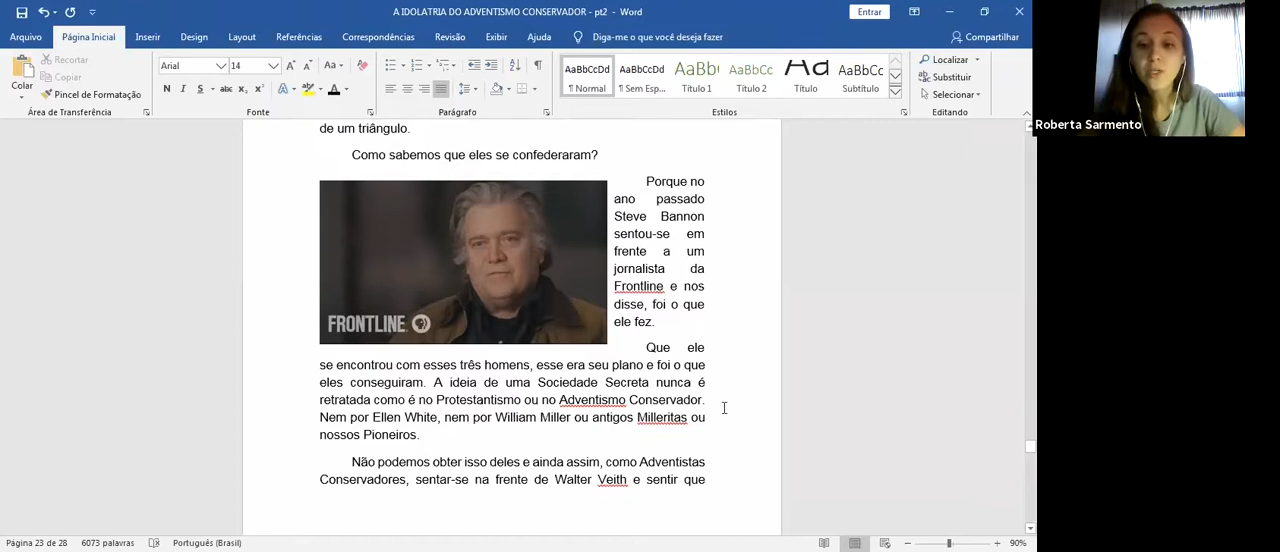 A IDOLATRIA DO ADVENTISMO CONSERVADOR - pt2 - Word
Entrar
Arquivo Página Inicial Inserir Design Layout Referências Correspondências Revisão Exibir Ajuda Diga-me o que você deseja fazer Compartilhar
Colar
Recortar
Copiar
Pincel de Formatação
Área de Transferência
Arial 14 Aa
N I S abc x₂ x² A A
Fonte
Parágrafo
AaBbCcDd AaBbCcDd AaBbC AaBbCc Aa AaBbCc
¶ Normal ¶ Sem Esp... Título 1 Título 2 Título Subtítulo
Estilos
Localizar
Substituir
Selecionar
Editando
Roberta Sarmento
de um triângulo.
Como sabemos que eles se confederaram?
FRONTLINE
Porque no
ano passado
Steve Bannon
sentou-se em
frente a um
jornalista da
Frontline e nos
disse, foi o que
ele fez.
Que ele
se encontrou com esses três homens, esse era seu plano e foi o que
eles conseguiram. A ideia de uma Sociedade Secreta nunca é
retratada como é no Protestantismo ou no Adventismo Conservador.
Nem por Ellen White, nem por William Miller ou antigos Milleritas ou
nossos Pioneiros.
Não podemos obter isso deles e ainda assim, como Adventistas
Conservadores, sentar-se na frente de Walter Veith e sentir que
Página 23 de 28 6073 palavras Português (Brasil) 90%